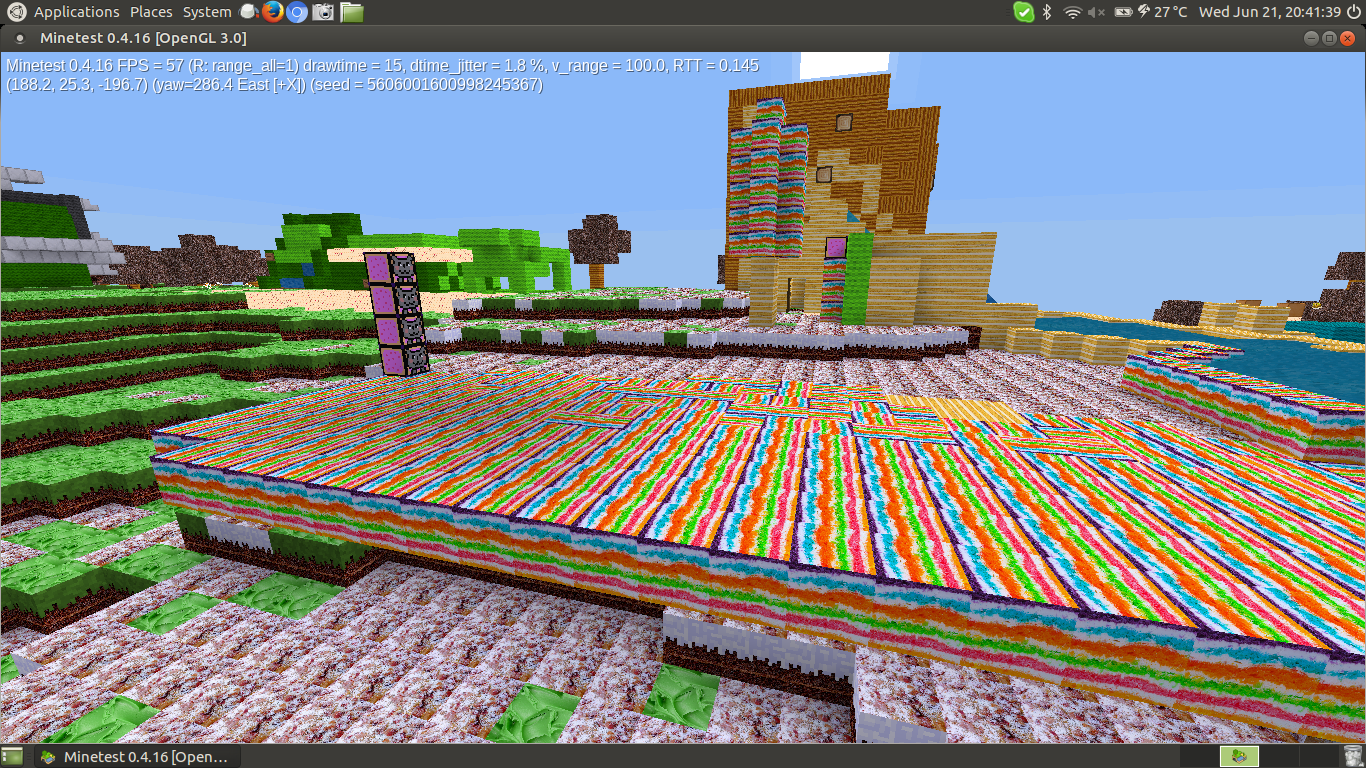 Applications Places System 27 °C Wed Jun 21, 20:41:39
Minetest 0.4.16 [OpenGL 3.0]
Minetest 0.4.16 FPS = 57 (R: range_all=1) drawtime = 15, dtime_jitter = 1.8 %, v_range = 100.0, RTT = 0.145
(188.2, 25.3, -196.7) (yaw=286.4 East [+X]) (seed = 5606001600998245367)
Minetest 0.4.16 [Open...